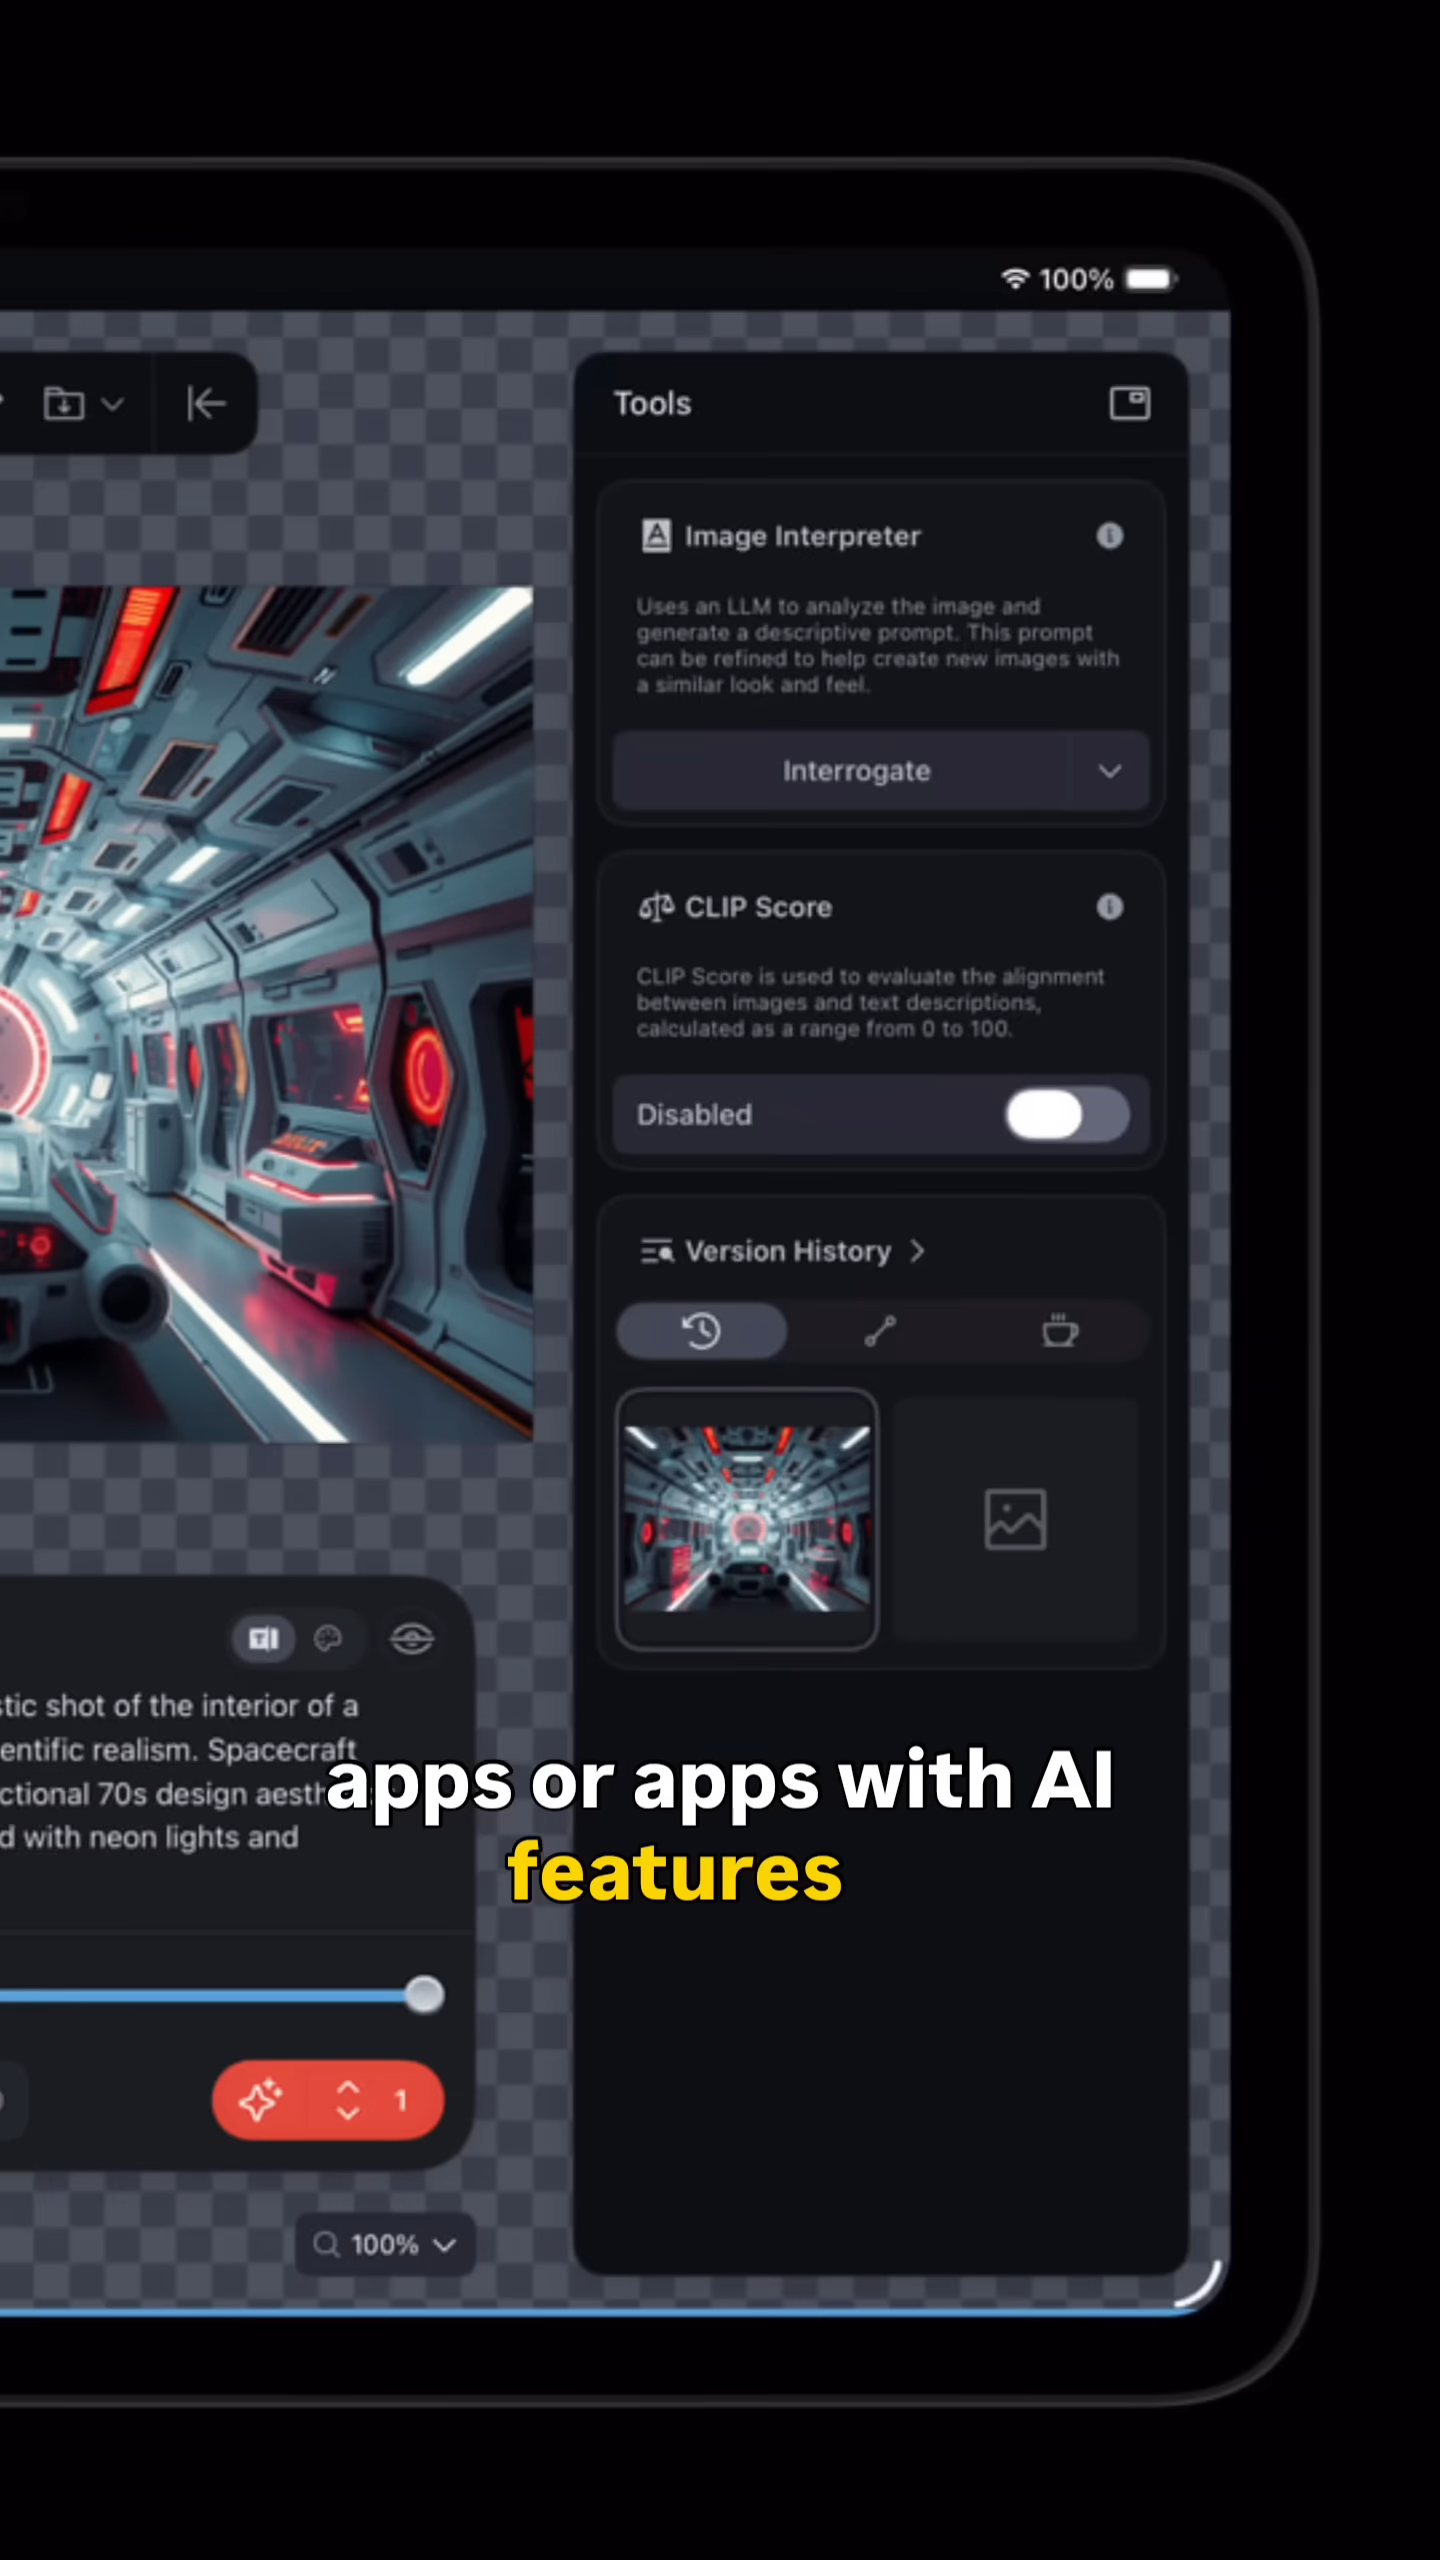 100%
Tools
Image Interpreter
Uses an LLM to analyze the image and
generate a descriptive prompt. This prompt
can be refined to help create new images with
a similar look and feel.
Interrogate
CLIP Score
CLIP Score is used to evaluate the alignment
between images and text descriptions,
calculated as a range from 0 to 100.
Disabled
Version History
stic shot of the interior of a
entific realism. Spacecraft
ctional 70s design aesth
d with neon lights and
apps or apps with AI
features
1
100%